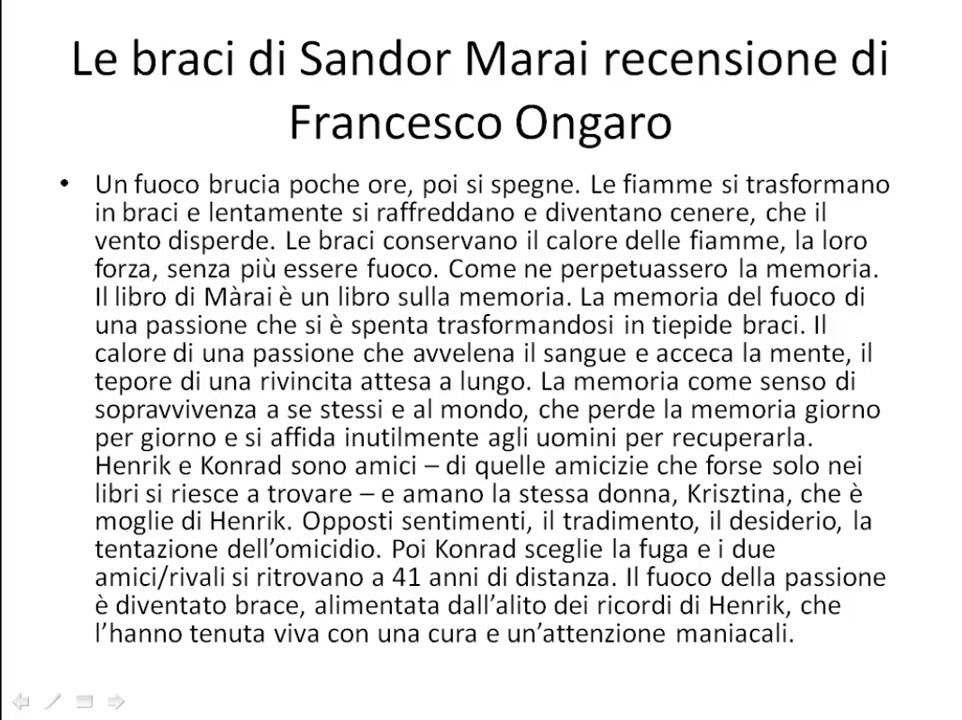 Le braci di Sandor Marai recensione di
Francesco Ongaro
• Un fuoco brucia poche ore, poi si spegne. Le fiamme si trasformano
in braci e lentamente si raffreddano e diventano cenere, che il
vento disperde. Le braci conservano il calore delle fiamme, la loro
forza, senza più essere fuoco. Come ne perpetuassero la memoria.
Il libro di Màrai è un libro sulla memoria. La memoria del fuoco di
una passione che si è spenta trasformandosi in tiepide braci. Il
calore di una passione che avvelena il sangue e acceca la mente, il
tepore di una rivincita attesa a lungo. La memoria come senso di
sopravvivenza a se stessi e al mondo, che perde la memoria giorno
per giorno e si affida inutilmente agli uomini per recuperarla.
Henrik e Konrad sono amici – di quelle amicizie che forse solo nei
libri si riesce a trovare – e amano la stessa donna, Krisztina, che è
moglie di Henrik. Opposti sentimenti, il tradimento, il desiderio, la
tentazione dell’omicidio. Poi Konrad sceglie la fuga e i due
amici/rivali si ritrovano a 41 anni di distanza. Il fuoco della passione
è diventato brace, alimentata dall’alito dei ricordi di Henrik, che
l’hanno tenuta viva con una cura e un’attenzione maniacali.